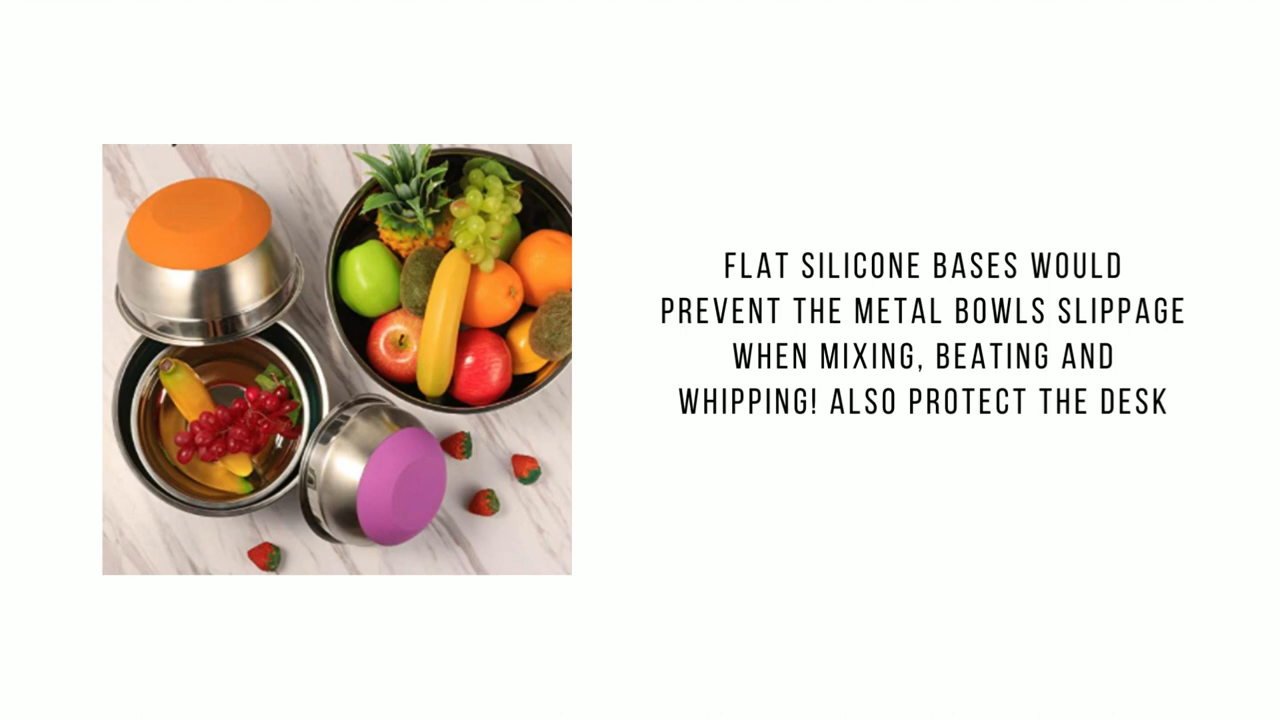 FLAT SILICONE BASES WOULD
PREVENT THE METAL BOWLS SLIPPAGE
WHEN MIXING, BEATING AND
WHIPPING! ALSO PROTECT THE DESK